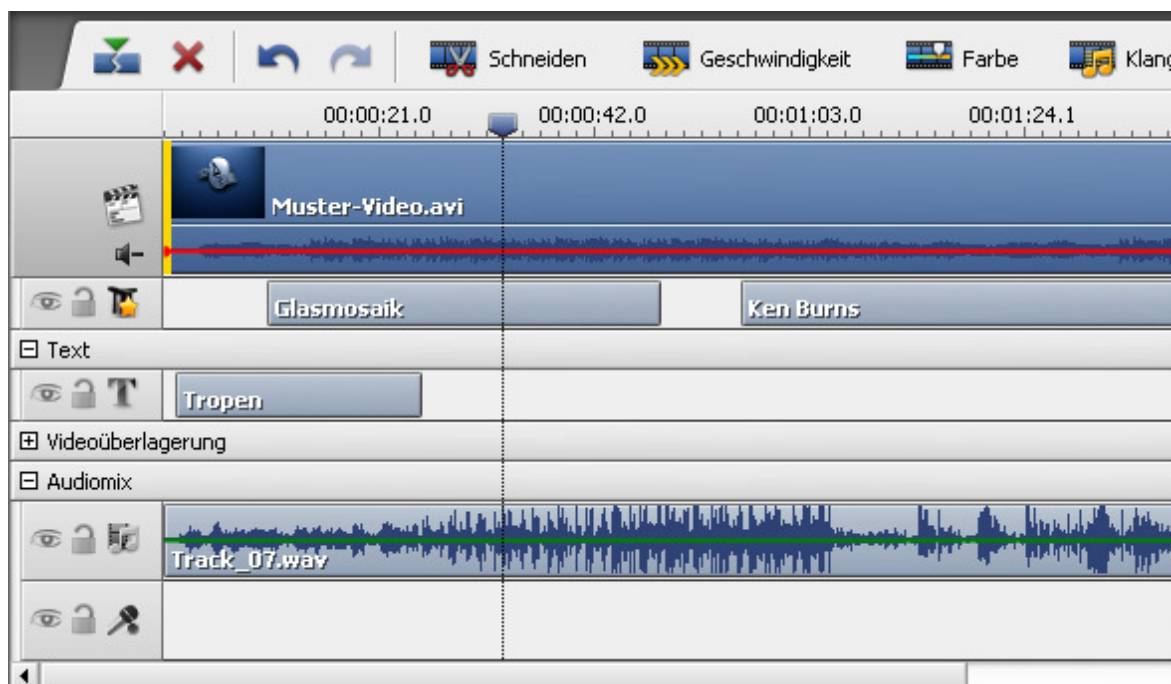 Schneiden Geschwindigkeit Farbe Klang
00:00:21.0 00:00:42.0 00:01:03.0 00:01:24.1
Muster-Video.avi
Glasmosaik Ken Burns
Text
T Tropen
Videoüberlagerung
Audiomix
Track_07.wav